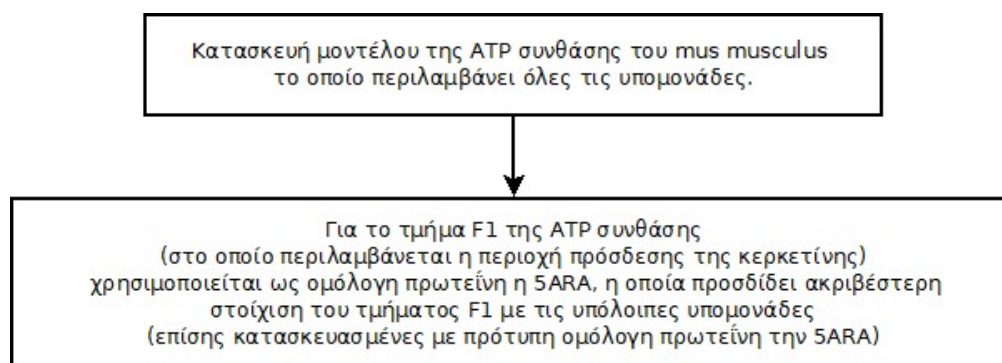 Κατασκευή μοντέλου της ATP συνθάσης του mus musculus
το οποίο περιλαμβάνει όλες τις υπομονάδες.
Για το τμήμα F1 της ATP συνθάσης
(στο οποίο περιλαμβάνεται η περιοχή πρόσδεσης της κερκετίνης)
χρησιμοποιείται ως ομόλογη πρωτεΐνη η 5ARA, η οποία προσδίδει ακριβέστερη
στοίχιση του τμήματος F1 με τις υπόλοιπες υπομονάδες
(επίσης κατασκευασμένες με πρότυπη ομόλογη πρωτεΐνη την 5ARA)